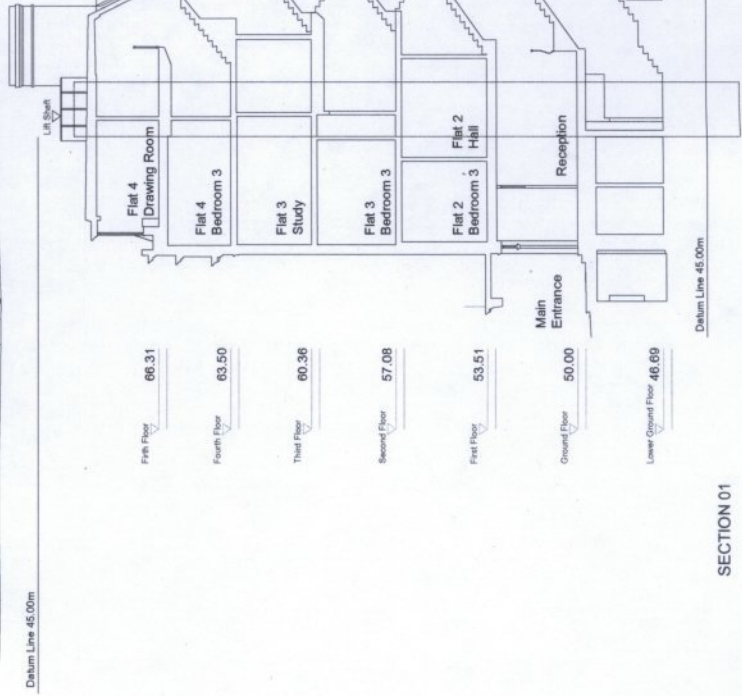 Datum Line 45.00m
Lift Shaft
Flat 4
Drawing Room
Flat 4
Bedroom 3
Flat 3
Study
Flat 3
Bedroom 3
Flat 2
Hall
Flat 2
Bedroom 3
Reception
Main
Entrance
Firth Floor 66.31
Fourth Floor 63.50
Third Floor 60.36
Second Floor 57.08
First Floor 53.51
Ground Floor 50.00
Lower Ground Floor 46.69
Datum Line 45.00m
SECTION 01